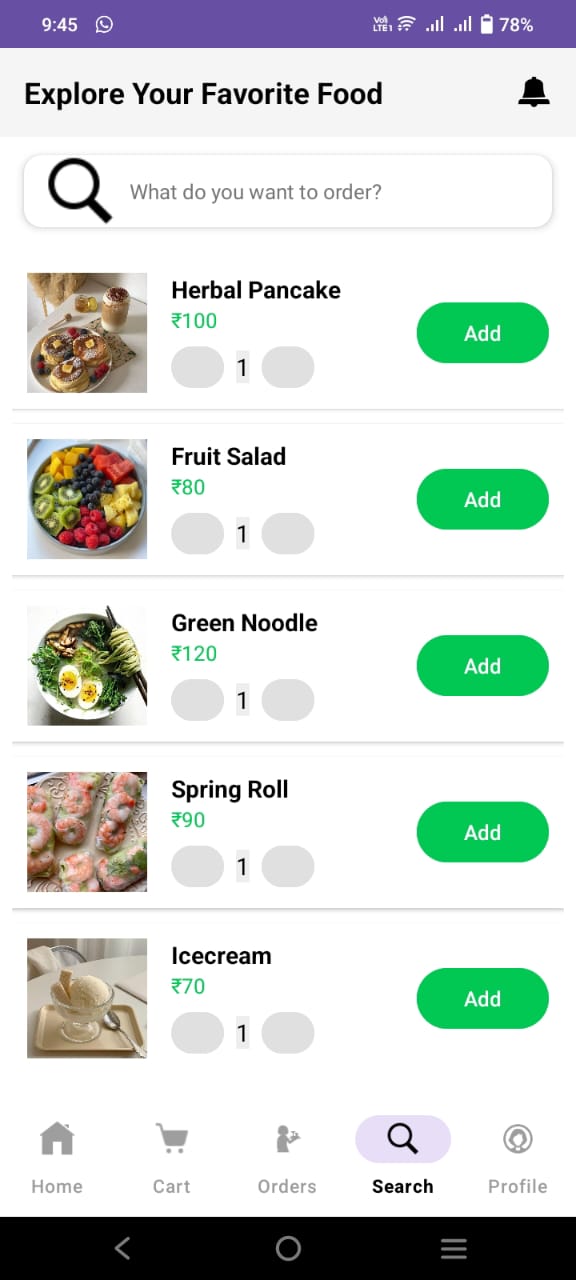 9:45
Vo) LTE1 78%
Explore Your Favorite Food
What do you want to order?
Herbal Pancake
₹100
1
Add
Fruit Salad
₹80
1
Add
Green Noodle
₹120
1
Add
Spring Roll
₹90
1
Add
Icecream
₹70
1
Add
Home Cart Orders Search Profile